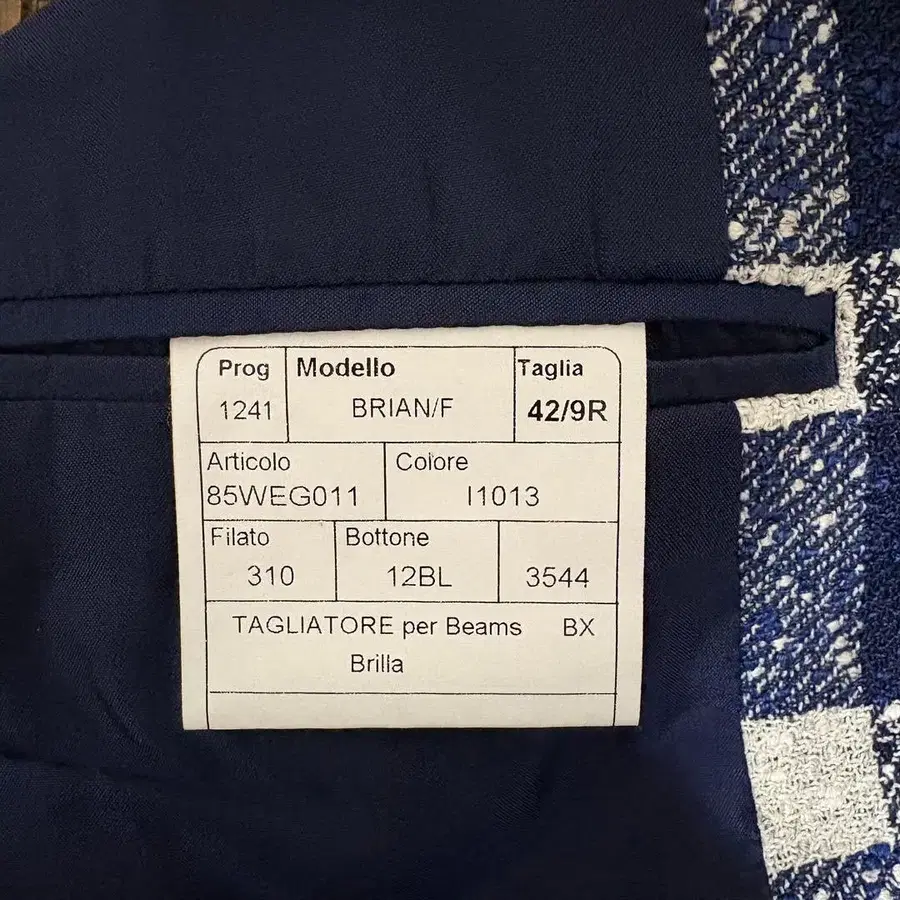 Prog Modello Taglia
1241 BRIAN/F 42/9R
Articolo Colore
85WEG011 I1013
Filato Bottone
310 12BL 3544
TAGLIATORE per Beams BX
Brilla